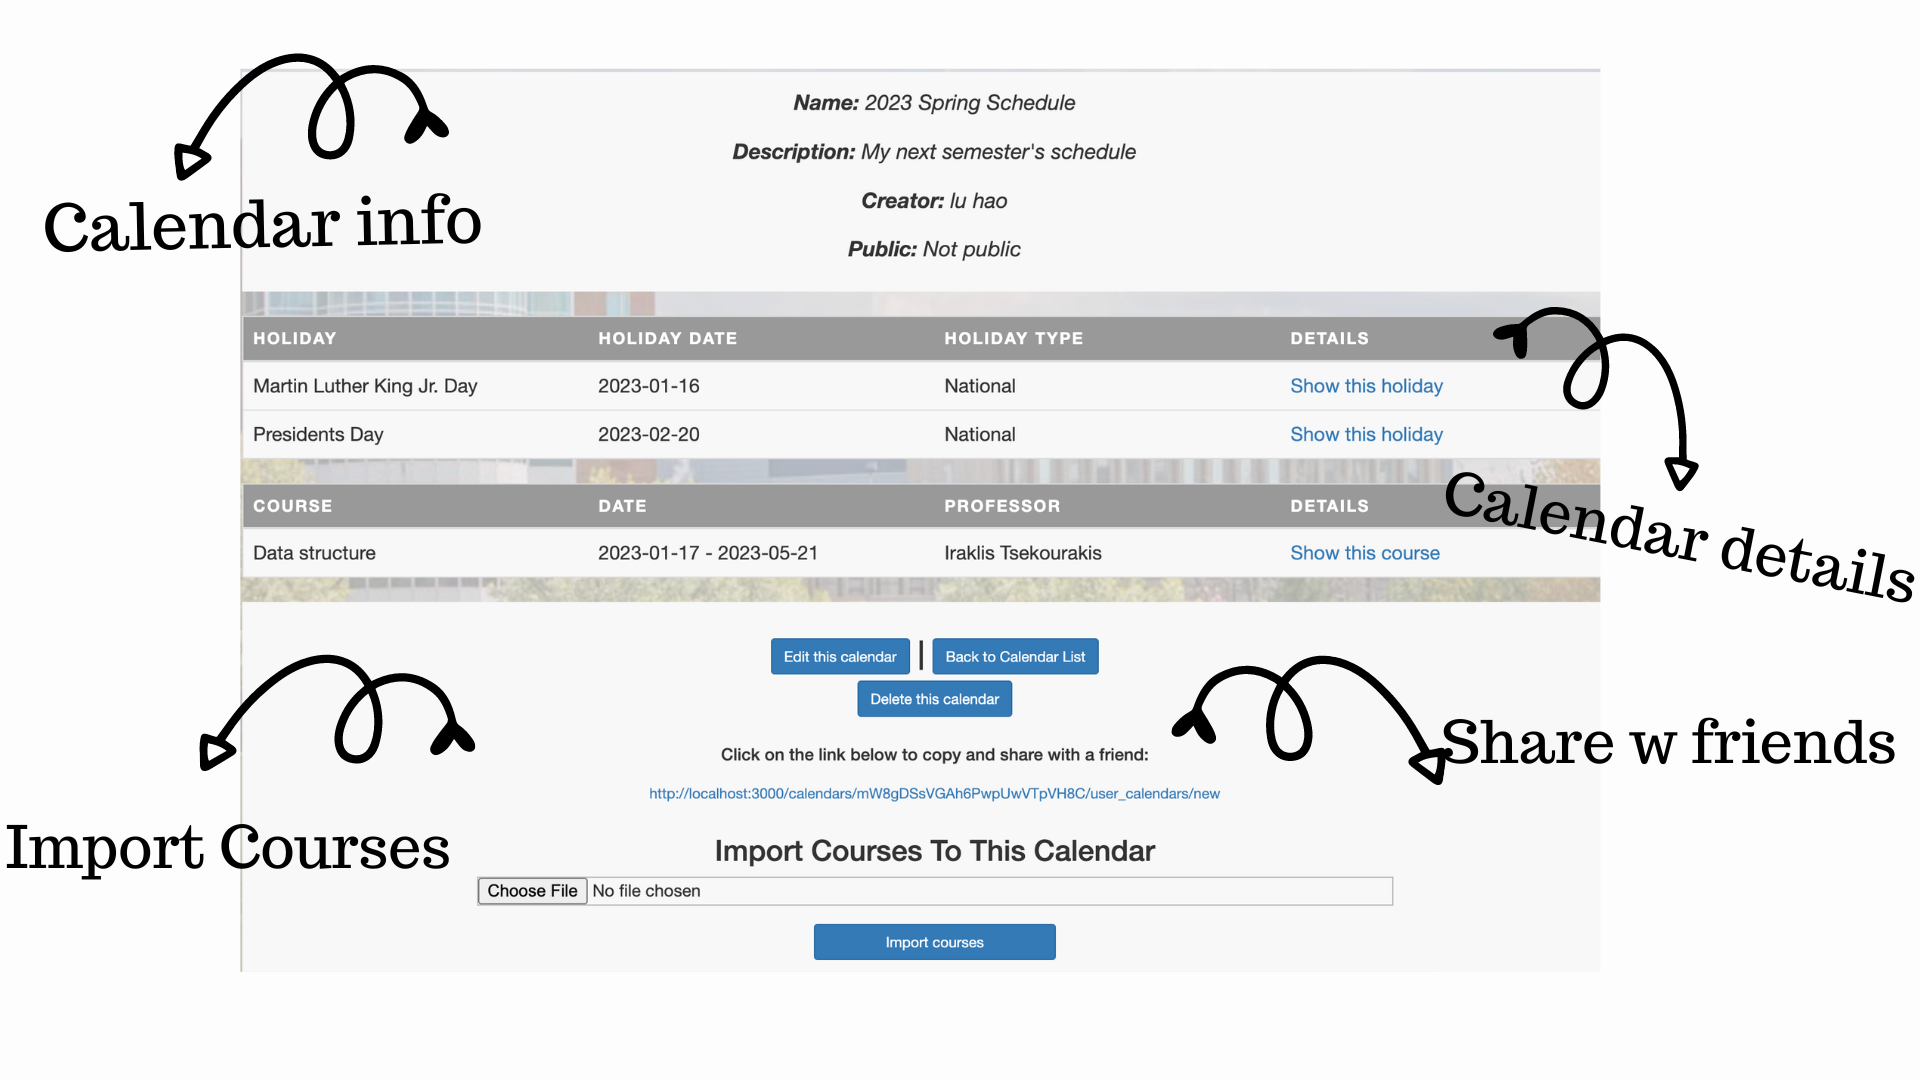 Name: 2023 Spring Schedule
Description: My next semester's schedule
Creator: lu hao
Public: Not public
Calendar info
HOLIDAY HOLIDAY DATE HOLIDAY TYPE DETAILS
Martin Luther King Jr. Day 2023-01-16 National Show this holiday
Presidents Day 2023-02-20 National Show this holiday
COURSE DATE PROFESSOR DETAILS
Data structure 2023-01-17 - 2023-05-21 Iraklis Tsekourakis Show this course
Calendar details
Edit this calendar | Back to Calendar List
Delete this calendar
Click on the link below to copy and share with a friend:
Share w friends
http://localhost:3000/calendars/mW8gDSsVGAh6PwpUwVTpVH8C/user_calendars/new
Import Courses
Import Courses To This Calendar
Choose File No file chosen
Import courses